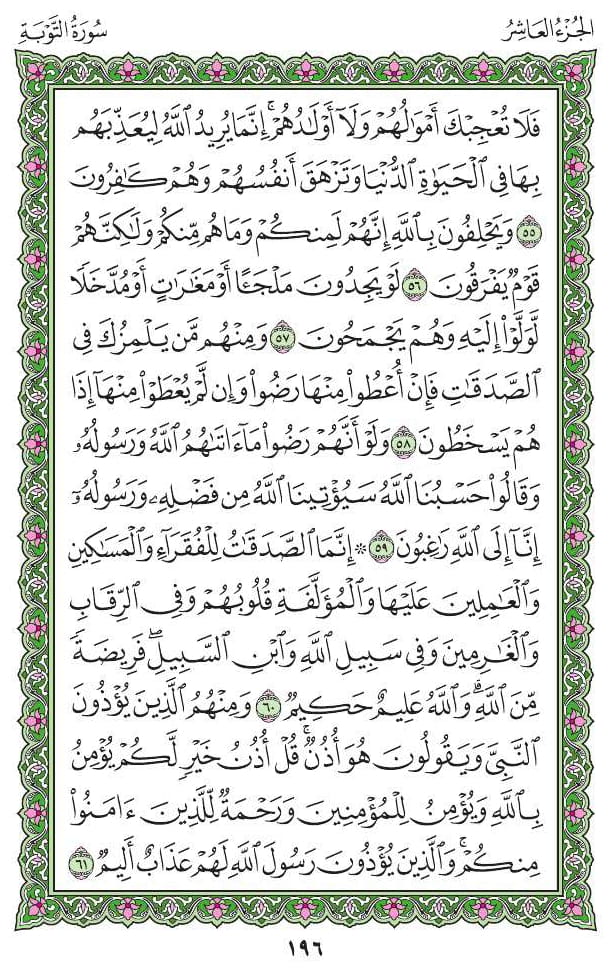 الجُزْءُ العَاشِرُ
سُورَةُ التَّوْبَةِ
فَلَا تُعْجِبْكَ أَمْوَٰلُهُمْ وَلَآ أَوْلَٰدُهُمْ ۚ إِنَّمَا يُرِيدُ ٱللَّهُ لِيُعَذِّبَهُم
بِهَا فِى ٱلْحَيَوٰةِ ٱلدُّنْيَا وَتَزْهَقَ أَنفُسُهُمْ وَهُمْ كَٰفِرُونَ
٥٥ وَيَحْلِفُونَ بِٱللَّهِ إِنَّهُمْ لَمِنكُمْ وَمَا هُم مِّنكُمْ وَلَٰكِنَّهُمْ
قَوْمٌ يَفْرَقُونَ ٥٦ لَوْ يَجِدُونَ مَلْجَـًٔا أَوْ مَغَٰرَٰتٍ أَوْ مُدَّخَلًا
لَّوَلَّوْا۟ إِلَيْهِ وَهُمْ يَجْمَحُونَ ٥٧ وَمِنْهُم مَّن يَلْمِزُكَ فِى
ٱلصَّدَقَٰتِ فَإِنْ أُعْطُوا۟ مِنْهَا رَضُوا۟ وَإِن لَّمْ يُعْطَوْا۟ مِنْهَآ إِذَا
هُمْ يَسْخَطُونَ ٥٨ وَلَوْ أَنَّهُمْ رَضُوا۟ مَآ ءَاتَىٰهُمُ ٱللَّهُ وَرَسُولُهُۥ
وَقَالُوا۟ حَسْبُنَا ٱللَّهُ سَيُؤْتِينَا ٱللَّهُ مِن فَضْلِهِۦ وَرَسُولُهُۥٓ
إِنَّآ إِلَى ٱللَّهِ رَٰغِبُونَ ٥٩ ۞ إِنَّمَا ٱلصَّدَقَٰتُ لِلْفُقَرَآءِ وَٱلْمَسَٰكِينِ
وَٱلْعَٰمِلِينَ عَلَيْهَا وَٱلْمُؤَلَّفَةِ قُلُوبُهُمْ وَفِى ٱلرِّقَابِ
وَٱلْغَٰرِمِينَ وَفِى سَبِيلِ ٱللَّهِ وَٱبْنِ ٱلسَّبِيلِ ۖ فَرِيضَةً
مِّنَ ٱللَّهِ ۗ وَٱللَّهُ عَلِيمٌ حَكِيمٌ ٦٠ وَمِنْهُمُ ٱلَّذِينَ يُؤْذُونَ
ٱلنَّبِىَّ وَيَقُولُونَ هُوَ أُذُنٌ ۚ قُلْ أُذُنُ خَيْرٍ لَّكُمْ يُؤْمِنُ
بِٱللَّهِ وَيُؤْمِنُ لِلْمُؤْمِنِينَ وَرَحْمَةٌ لِّلَّذِينَ ءَامَنُوا۟
مِنكُمْ ۚ وَٱلَّذِينَ يُؤْذُونَ رَسُولَ ٱللَّهِ لَهُمْ عَذَابٌ أَلِيمٌ ٦١
١٩٦